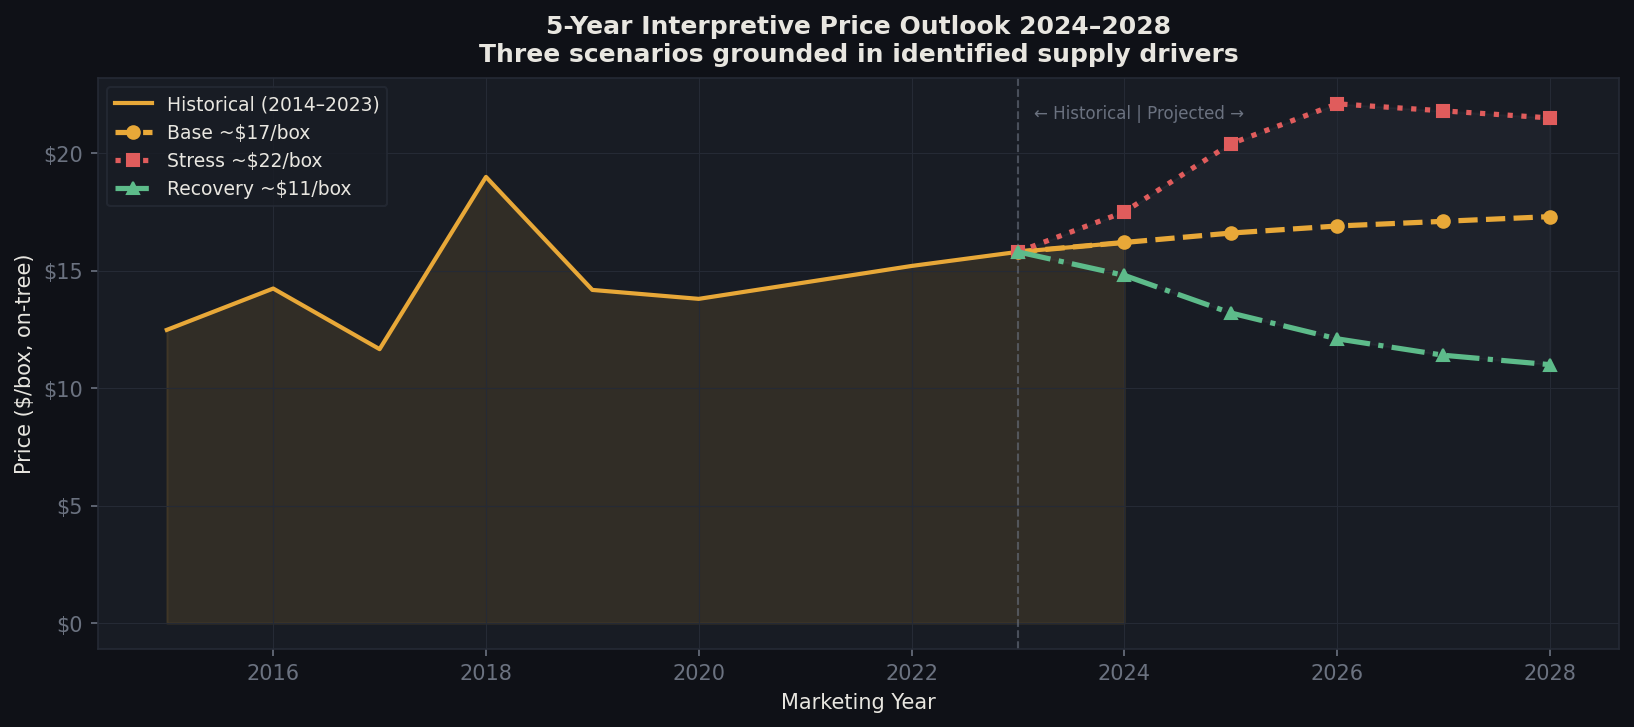 5-Year Interpretive Price Outlook 2024–2028
Three scenarios grounded in identified supply drivers
Historical (2014–2023)
Base ~$17/box
Stress ~$22/box
Recovery ~$11/box
← Historical | Projected →
Price ($/box, on-tree)
$20
$15
$10
$5
$0
2016
2018
2020
2022
2024
2026
2028
Marketing Year